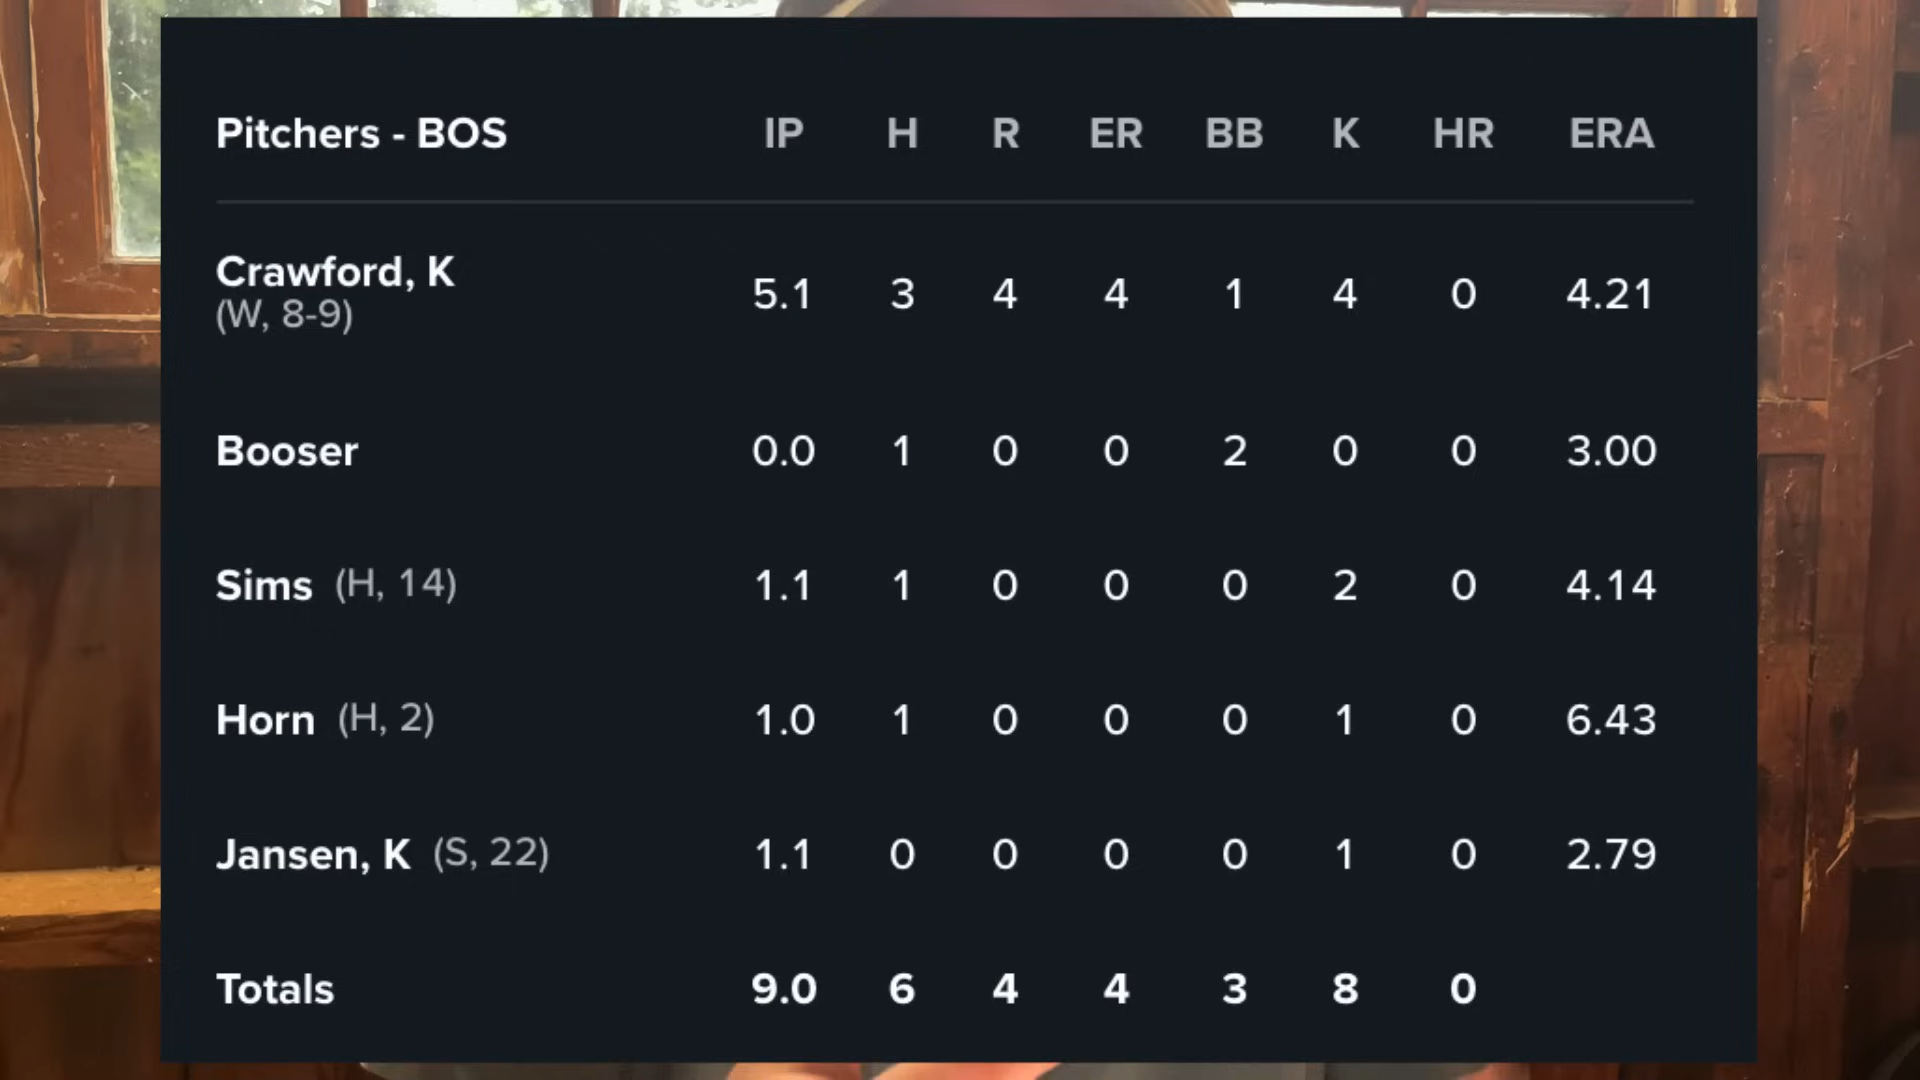 Pitchers - BOS IP H R ER BB K HR ERA
Crawford, K
(W, 8-9) 5.1 3 4 4 1 4 0 4.21
Booser 0.0 1 0 0 2 0 0 3.00
Sims (H, 14) 1.1 1 0 0 0 2 0 4.14
Horn (H, 2) 1.0 1 0 0 0 1 0 6.43
Jansen, K (S, 22) 1.1 0 0 0 0 1 0 2.79
Totals 9.0 6 4 4 3 8 0